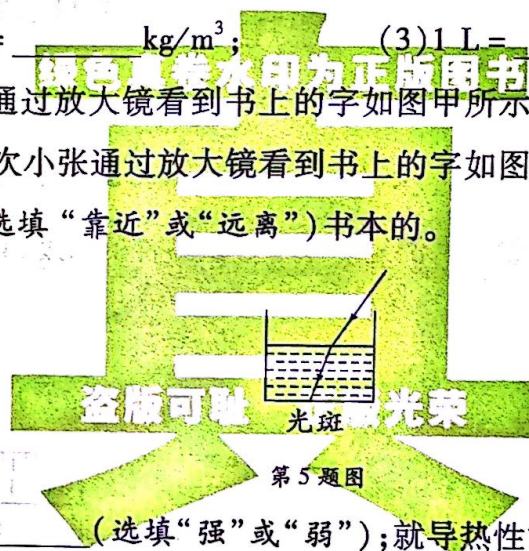 = ______ kg/m³;　(3)1 L=
绿色 真 卷水印为正版图书
通过放大镜看到书上的字如图甲所示
次小张通过放大镜看到书上的字如图
选填“靠近”或“远离”)书本的。
盗版可耻 光荣
光斑
第5题图
______(选填“强”或“弱”);就导热性